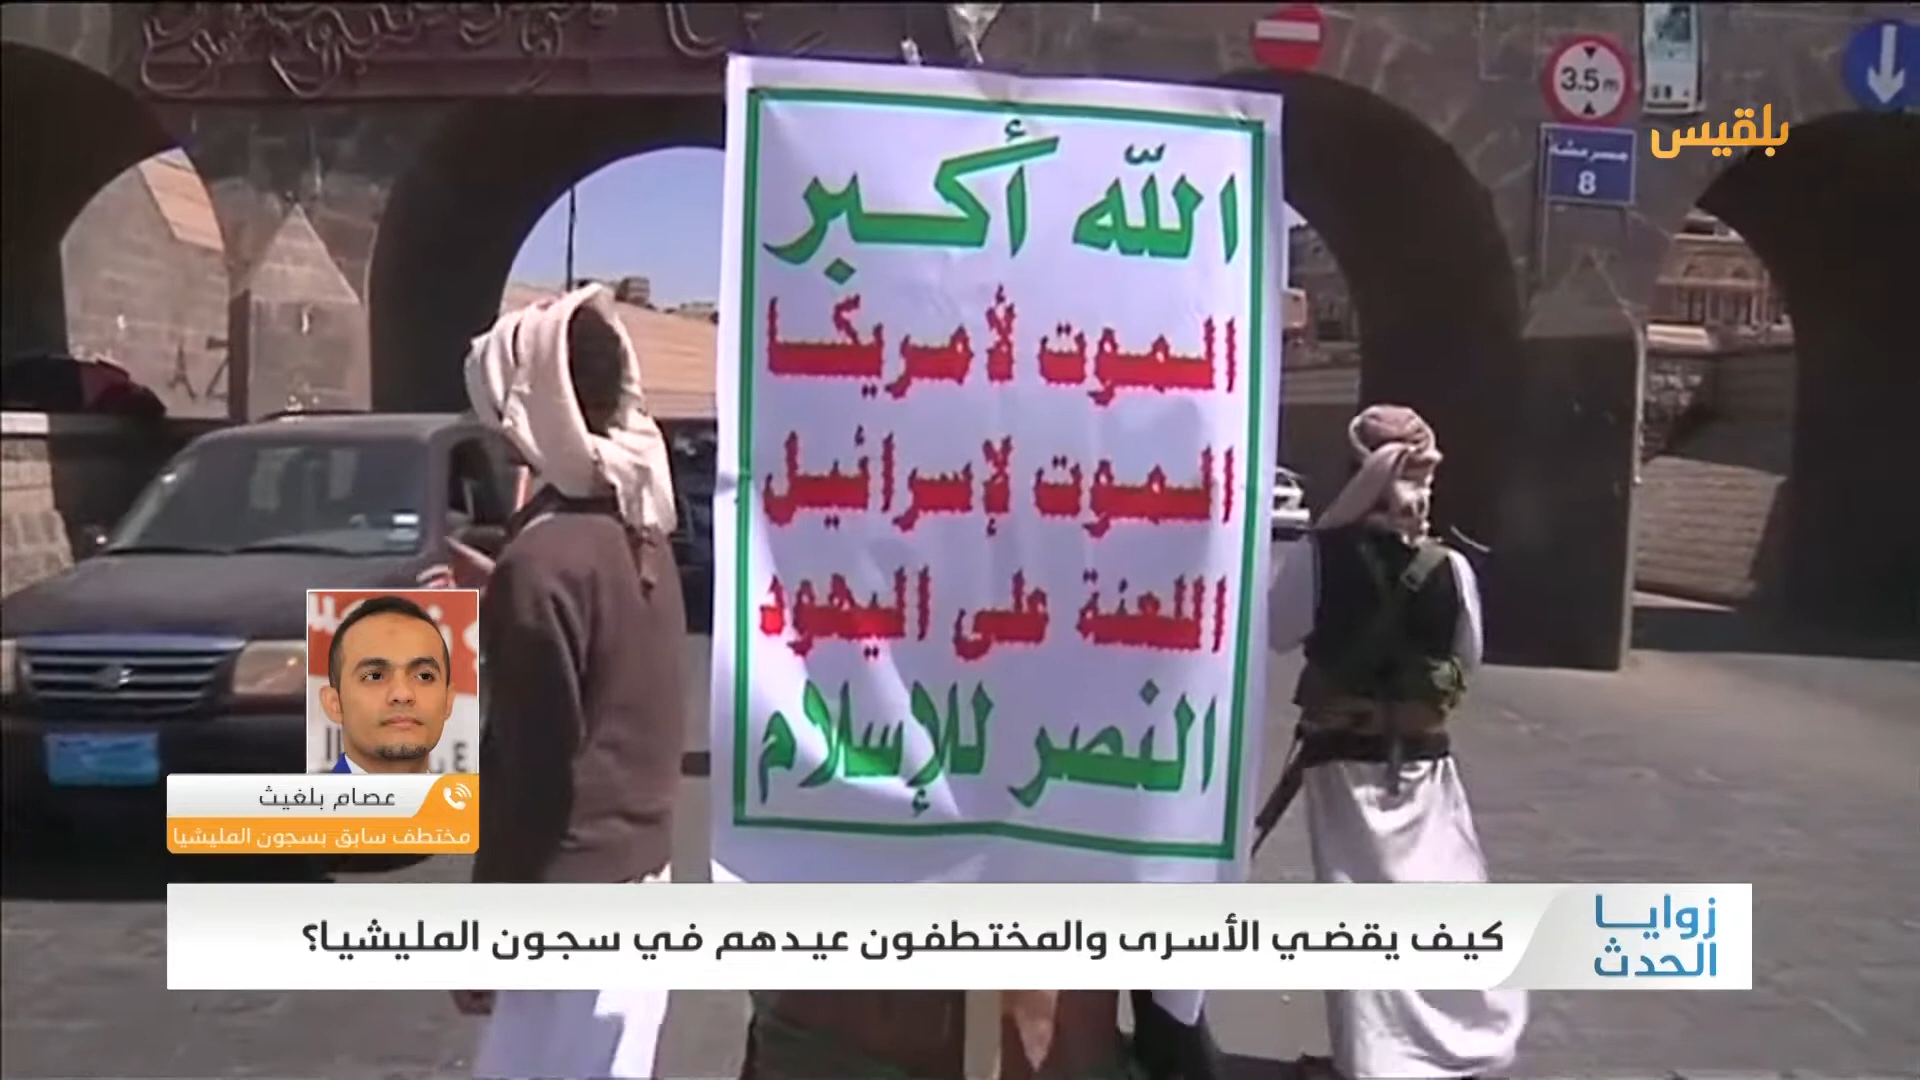 3.5m
بلقيس
8
الله أكبر
الموت لأمريكا
الموت لإسرائيل
اللعنة على اليهود
النصر للإسلام
عصام بلغيث
مختطف سابق بسجون المليشيا
زوايا الحدث
كيف يقضي الأسرى والمختطفون عيدهم في سجون المليشيا؟